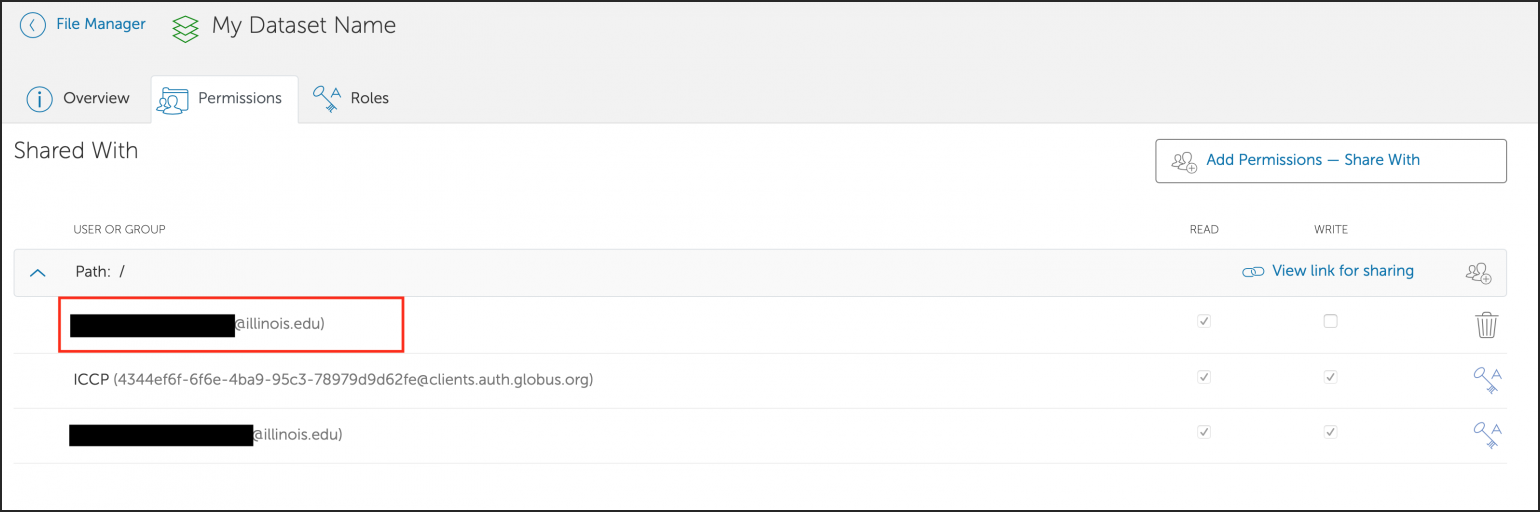 File Manager My Dataset Name
Overview Permissions A Roles
Shared With
Add Permissions — Share With
USER OR GROUP READ WRITE
Path: / View link for sharing
@illinois.edu)
ICCP (4344ef6f-6f6e-4ba9-95c3-78979d9d62fe@clients.auth.globus.org) A
@illinois.edu) A